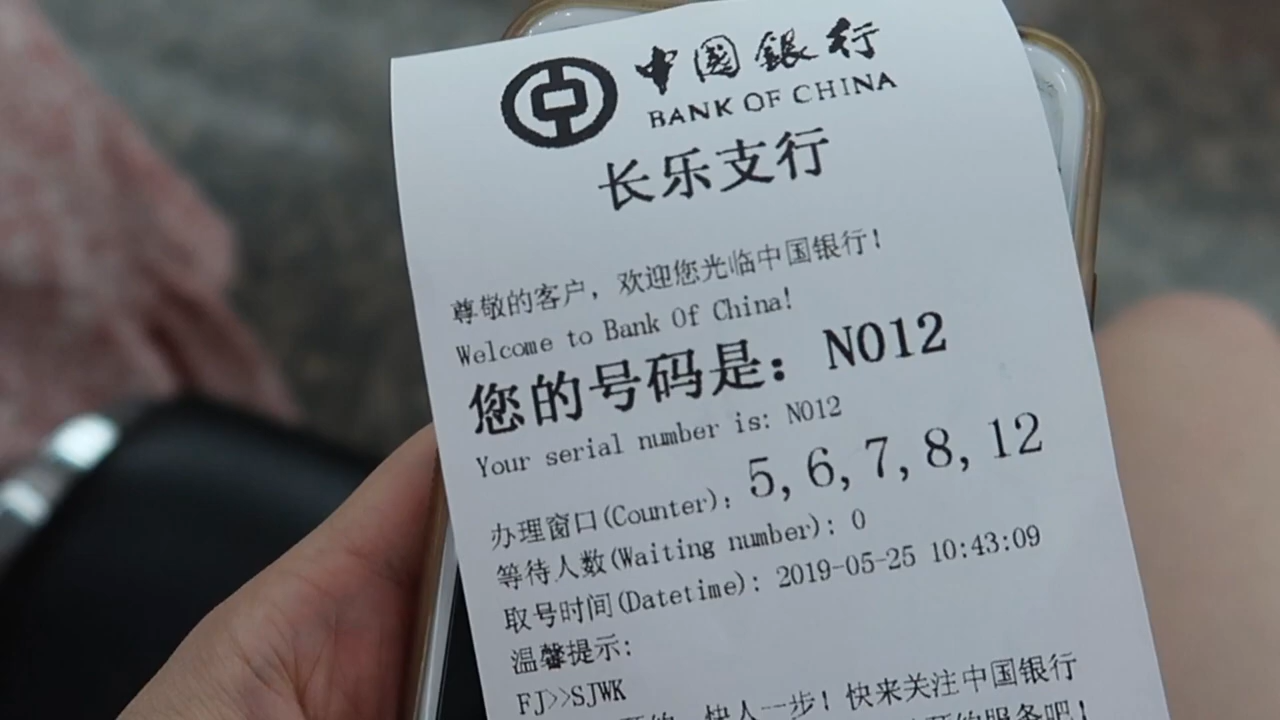 中国銀行
BANK OF CHINA
长乐支行
尊敬的客户，欢迎您光临中国银行！
Welcome to Bank Of China!
您的号码是：N012
Your serial number is: N012
办理窗口(Counter)：5,6,7,8,12
等待人数(Waiting number)：0
取号时间(Datetime)：2019-05-25 10:43:09
温馨提示:
FJ>>SJWK
快人一步！快来关注中国银行
服务吧！